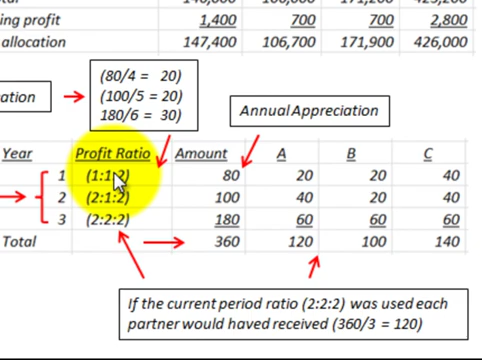 ing profit 1,400 700 700 2,800
allocation 147,400 106,700 171,900 426,000
(80/4 = 20)
(100/5 = 20)
180/6 = 30)
ation
Annual Appreciation
Year Profit Ratio Amount A B C
1 (1:1:2) 80 20 20 40
2 (2:1:2) 100 40 20 40
3 (2:2:2) 180 60 60 60
Total 360 120 100 140
If the current period ratio (2:2:2) was used each
partner would haved received (360/3 = 120)